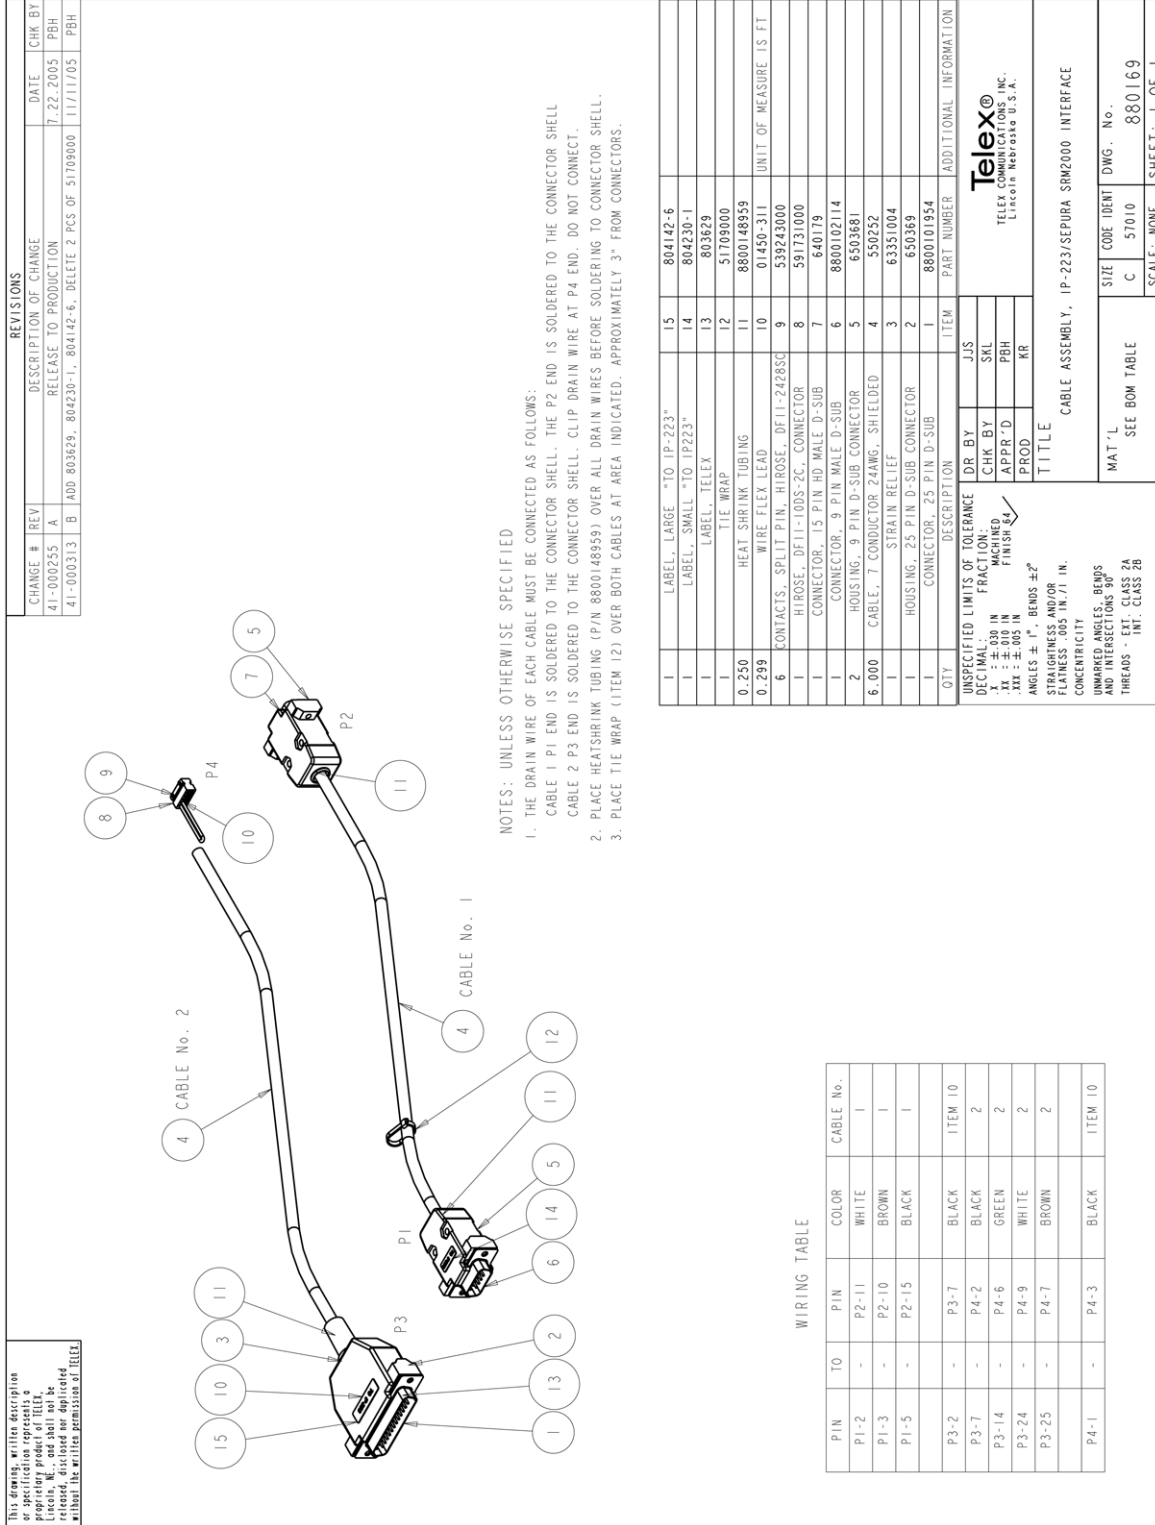 This drawing, written description
or specification represents a
proprietary product of TELEX,
Lincoln, NE., and shall not be
released, disclosed nor duplicated
without the written permission of TELEX.
REVISIONS
CHANGE # REV DESCRIPTION OF CHANGE DATE CHK BY
41-000255 A RELEASE TO PRODUCTION 7.22.2005 PBH
41-000313 B ADD 803629, 804230-1, 804142-6, DELETE 2 PCS OF 51709000 11/11/05 PBH
4 CABLE No. 2
8
9
10
P4
7
5
P2
11
4 CABLE No. 1
12
11
5
14
6
P1
11
3
10
15
P3
2
13
1
NOTES: UNLESS OTHERWISE SPECIFIED
1. THE DRAIN WIRE OF EACH CABLE MUST BE CONNECTED AS FOLLOWS:
CABLE 1 P1 END IS SOLDERED TO THE CONNECTOR SHELL. THE P2 END IS SOLDERED TO THE CONNECTOR SHELL
CABLE 2 P3 END IS SOLDERED TO THE CONNECTOR SHELL. CLIP DRAIN WIRE AT P4 END. DO NOT CONNECT.
2. PLACE HEATSHRINK TUBING (P/N 8800148959) OVER ALL DRAIN WIRES BEFORE SOLDERING TO CONNECTOR SHELL.
3. PLACE TIE WRAP (ITEM 12) OVER BOTH CABLES AT AREA INDICATED. APPROXIMATELY 3" FROM CONNECTORS.
WIRING TABLE
PIN TO PIN COLOR CABLE No.
P1-2 - P2-11 WHITE 1
P1-3 - P2-10 BROWN 1
P1-5 - P2-15 BLACK 1
P3-2 - P3-7 BLACK ITEM 10
P3-7 - P4-2 BLACK 2
P3-14 - P4-6 GREEN 2
P3-24 - P4-9 WHITE 2
P3-25 - P4-7 BROWN 2
P4-1 - P4-3 BLACK ITEM 10
1 LABEL, LARGE "TO IP-223" 15 804142-6
1 LABEL, SMALL "TO IP223" 14 804230-1
1 LABEL, TELEX 13 803629
1 TIE WRAP 12 51709000
0.250 HEAT SHRINK TUBING 11 8800148959
0.299 WIRE FLEX LEAD 10 01450-311 UNIT OF MEASURE IS FT
6 CONTACTS, SPLIT PIN, HIROSE, DF11-2428SC 9 539243000
1 HIROSE, DF11-10DS-2C, CONNECTOR 8 591731000
1 CONNECTOR, 15 PIN HD MALE D-SUB 7 640179
1 CONNECTOR, 9 PIN MALE D-SUB 6 8800102114
2 HOUSING, 9 PIN D-SUB CONNECTOR 5 6503681
6.000 CABLE, 7 CONDUCTOR 24AWG, SHIELDED 4 550252
1 STRAIN RELIEF 3 63351004
1 HOUSING, 25 PIN D-SUB CONNECTOR 2 650369
1 CONNECTOR, 25 PIN D-SUB 1 8800101954
QTY DESCRIPTION ITEM PART NUMBER ADDITIONAL INFORMATION
UNSPECIFIED LIMITS OF TOLERANCE
DECIMAL: FRACTION:
.X = ±.030 IN MACHINED
.XX = ±.010 IN FINISH 64
.XXX = ±.005 IN
ANGLES ± 1°, BENDS ±2°
STRAIGHTNESS AND/OR
FLATNESS .005 IN./1 IN.
CONCENTRICITY
UNMARKED ANGLES, BENDS
AND INTERSECTIONS 90°
THREADS - EXT. CLASS 2A
INT. CLASS 2B
DR BY JJS
CHK BY SKL
APPR'D PBH
PROD KR
Telex®
TELEX COMMUNICATIONS INC.
Lincoln Nebraska U.S.A.
TITLE
CABLE ASSEMBLY, IP-223/SEPURA SRM2000 INTERFACE
MAT'L
SEE BOM TABLE
SIZE CODE IDENT DWG. No.
C 57010 880169
SCALE: NONE SHEET: 1 OF 1